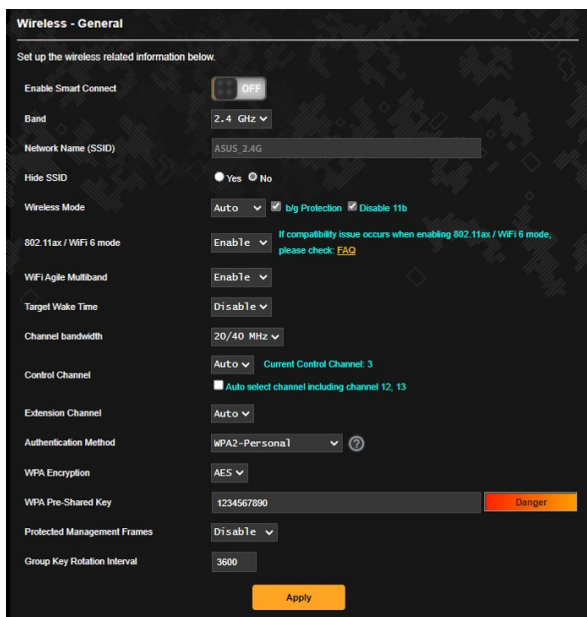 Wireless - General
Set up the wireless related information below.
Enable Smart Connect OFF
Band 2.4 GHz
Network Name (SSID) ASUS_2.4G
Hide SSID Yes No
Wireless Mode Auto b/g Protection Disable 11b
802.11ax / WiFi 6 mode Enable If compatibility issue occurs when enabling 802.11ax / WiFi 6 mode,
please check: FAQ
WiFi Agile Multiband Enable
Target Wake Time Disable
Channel bandwidth 20/40 MHz
Control Channel Auto Current Control Channel: 3
Auto select channel including channel 12, 13
Extension Channel Auto
Authentication Method WPA2-Personal ?
WPA Encryption AES
WPA Pre-Shared Key 1234567890 Danger
Protected Management Frames Disable
Group Key Rotation Interval 3600
Apply